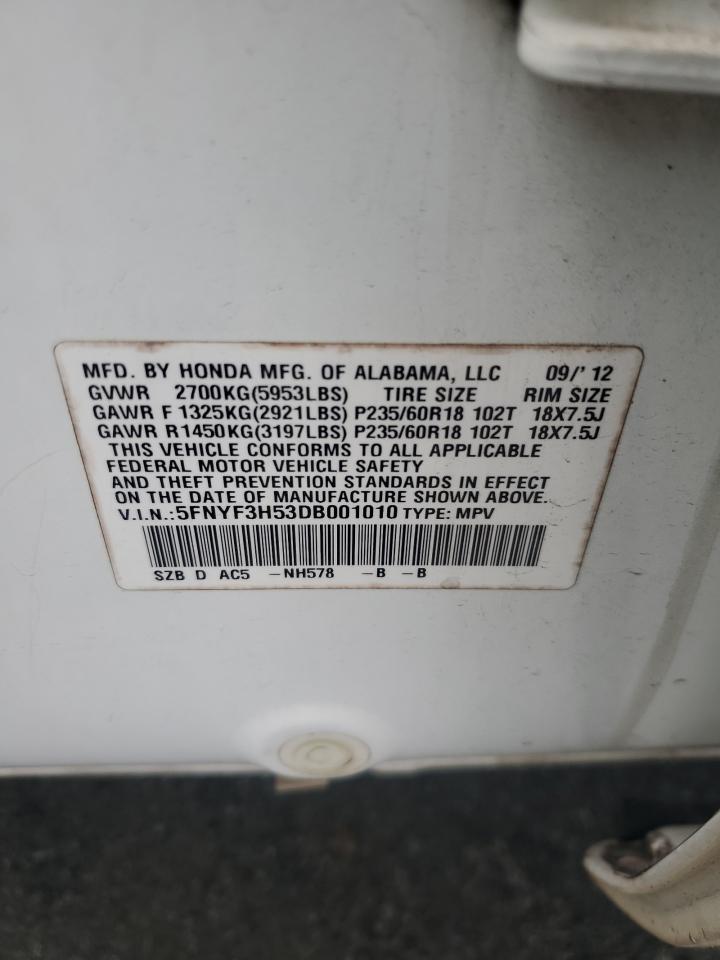 MFD. BY HONDA MFG. OF ALABAMA, LLC 09/' 12
GVWR 2700KG(5953LBS) TIRE SIZE RIM SIZE
GAWR F 1325KG(2921LBS) P235/60R18 102T 18X7.5J
GAWR R1450KG(3197LBS) P235/60R18 102T 18X7.5J
THIS VEHICLE CONFORMS TO ALL APPLICABLE
FEDERAL MOTOR VEHICLE SAFETY
AND THEFT PREVENTION STANDARDS IN EFFECT
ON THE DATE OF MANUFACTURE SHOWN ABOVE.
V.I.N.:5FNYF3H53DB001010 TYPE: MPV
SZB D AC5 -NH578 -B -B